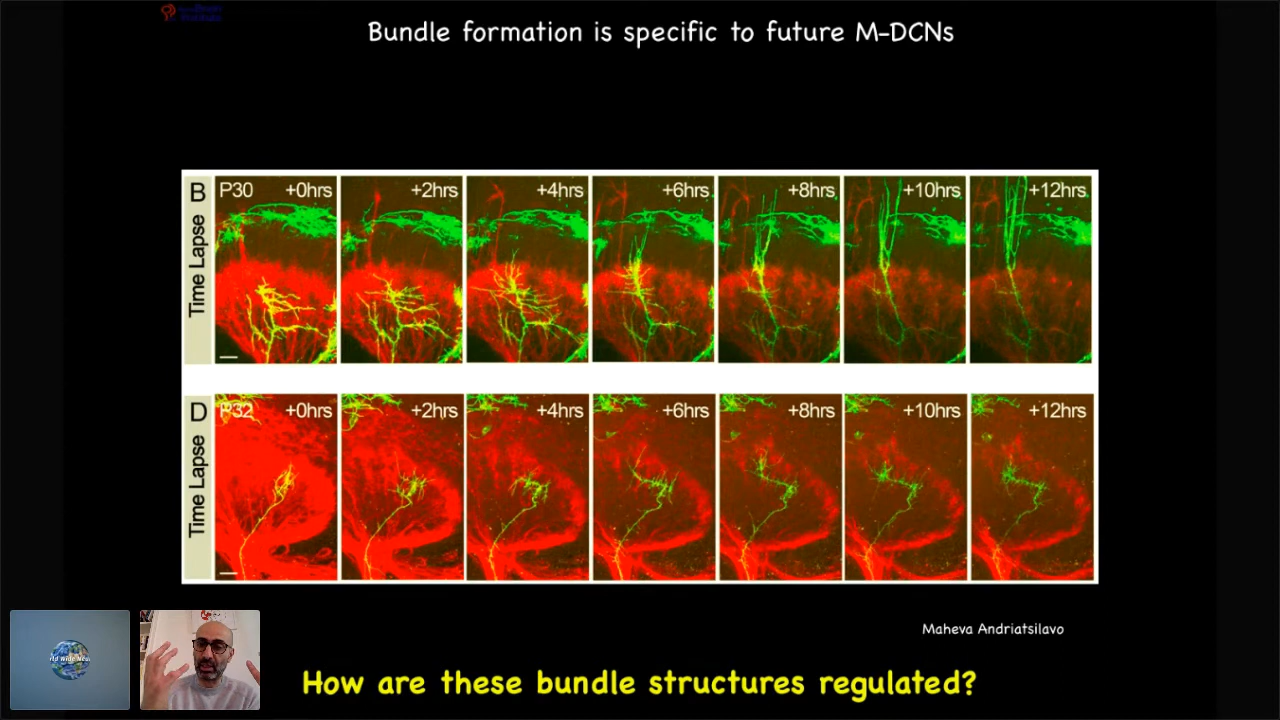 Bundle formation is specific to future M-DCNs
B
Time Lapse
P30 +0hrs +2hrs +4hrs +6hrs +8hrs +10hrs +12hrs
D
Time Lapse
P32 +0hrs +2hrs +4hrs +6hrs +8hrs +10hrs +12hrs
Maheva Andriatsilavo
How are these bundle structures regulated?